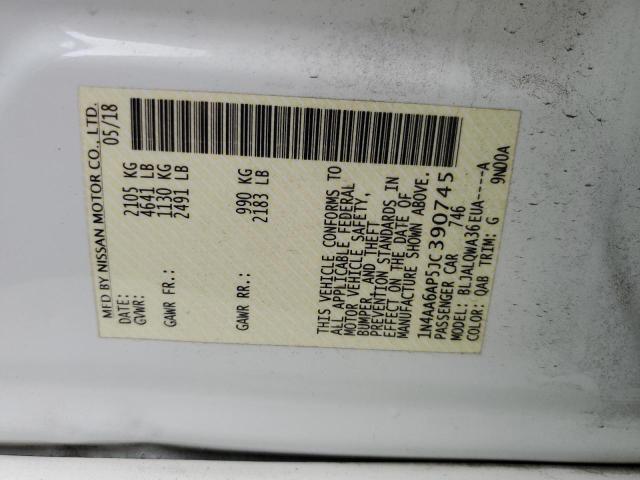 MFD BY NISSAN MOTOR CO., LTD.
DATE: 05/18
GVWR: 2105 KG
4641 LB
GAWR FR.: 1130 KG
2491 LB
GAWR RR.: 990 KG
2183 LB
THIS VEHICLE CONFORMS TO
ALL APPLICABLE FEDERAL
MOTOR VEHICLE SAFETY,
BUMPER, AND THEFT
PREVENTION STANDARDS IN
EFFECT ON THE DATE OF
MANUFACTURE SHOWN ABOVE.
1N4AA6AP5JC390745
PASSENGER CAR 746
MODEL: BLJALQWA36EUA----A
COLOR: QAB TRIM: G 9N00A